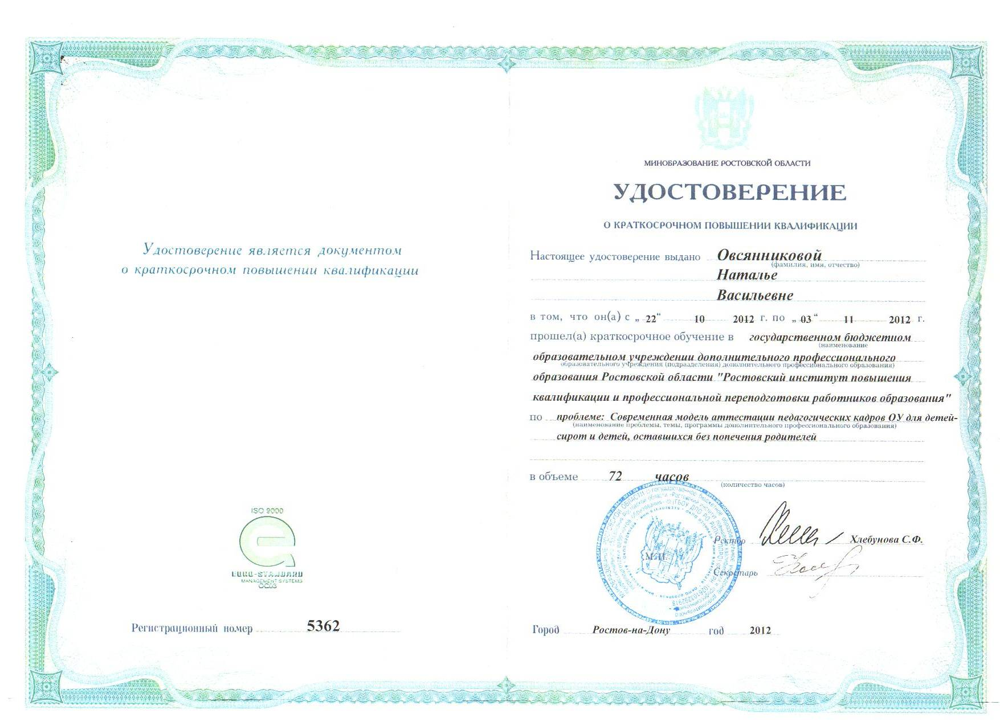 Удостоверение является документом
о краткосрочном повышении квалификации
ISO 9000
EURO-STANDARD
MANAGEMENT SYSTEMS
ОС03
Регистрационный номер 5362
МИНОБРАЗОВАНИЕ РОСТОВСКОЙ ОБЛАСТИ
УДОСТОВЕРЕНИЕ
О КРАТКОСРОЧНОМ ПОВЫШЕНИИ КВАЛИФИКАЦИИ
Настоящее удостоверение выдано Овсянниковой
(фамилия, имя, отчество)
Наталье
Васильевне
в том, что он(а) с „ 22“ 10 2012 г. по „ 03 “ 11 2012 г.
прошел(а) краткосрочное обучение в государственном бюджетном
(наименование
образовательном учреждении дополнительного профессионального
образовательного учреждения (подразделения) дополнительного профессионального образования)
образования Ростовской области "Ростовский институт повышения
квалификации и профессиональной переподготовки работников образования"
по проблеме: Современная модель аттестации педагогических кадров ОУ для детей-
(наименование проблемы, темы, программы дополнительного профессионального образования)
сирот и детей, оставшихся без попечения родителей
в объеме 72 часов
(количество часов)
Ректор Хлебунова С.Ф.
М.П.
Секретарь
Город Ростов-на-Дону год 2012